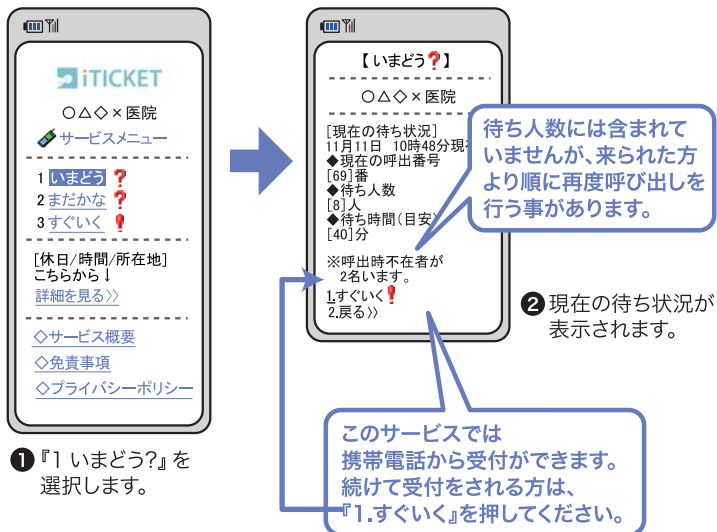 iTICKET
○△◇×医院
サービスメニュー
1 いまどう❓
2 まだかな❓
3 すぐいく❗
[休日/時間/所在地]
こちらから↓
詳細を見る〉〉
◇サービス概要
◇免責事項
◇プライバシーポリシー
❶『1 いまどう?』を
選択します。
【いまどう❓】
○△◇×医院
[現在の待ち状況]
11月11日 10時48分現
◆現在の呼出番号
[69]番
◆待ち人数
[8]人
◆待ち時間(目安)
[40]分
※呼出時不在者が
2名います。
1.すぐいく❗
2.戻る〉〉
待ち人数には含まれて
いませんが、来られた方
より順に再度呼び出しを
行う事があります。
❷現在の待ち状況が
表示されます。
このサービスでは
携帯電話から受付ができます。
続けて受付をされる方は、
『1.すぐいく』を押してください。